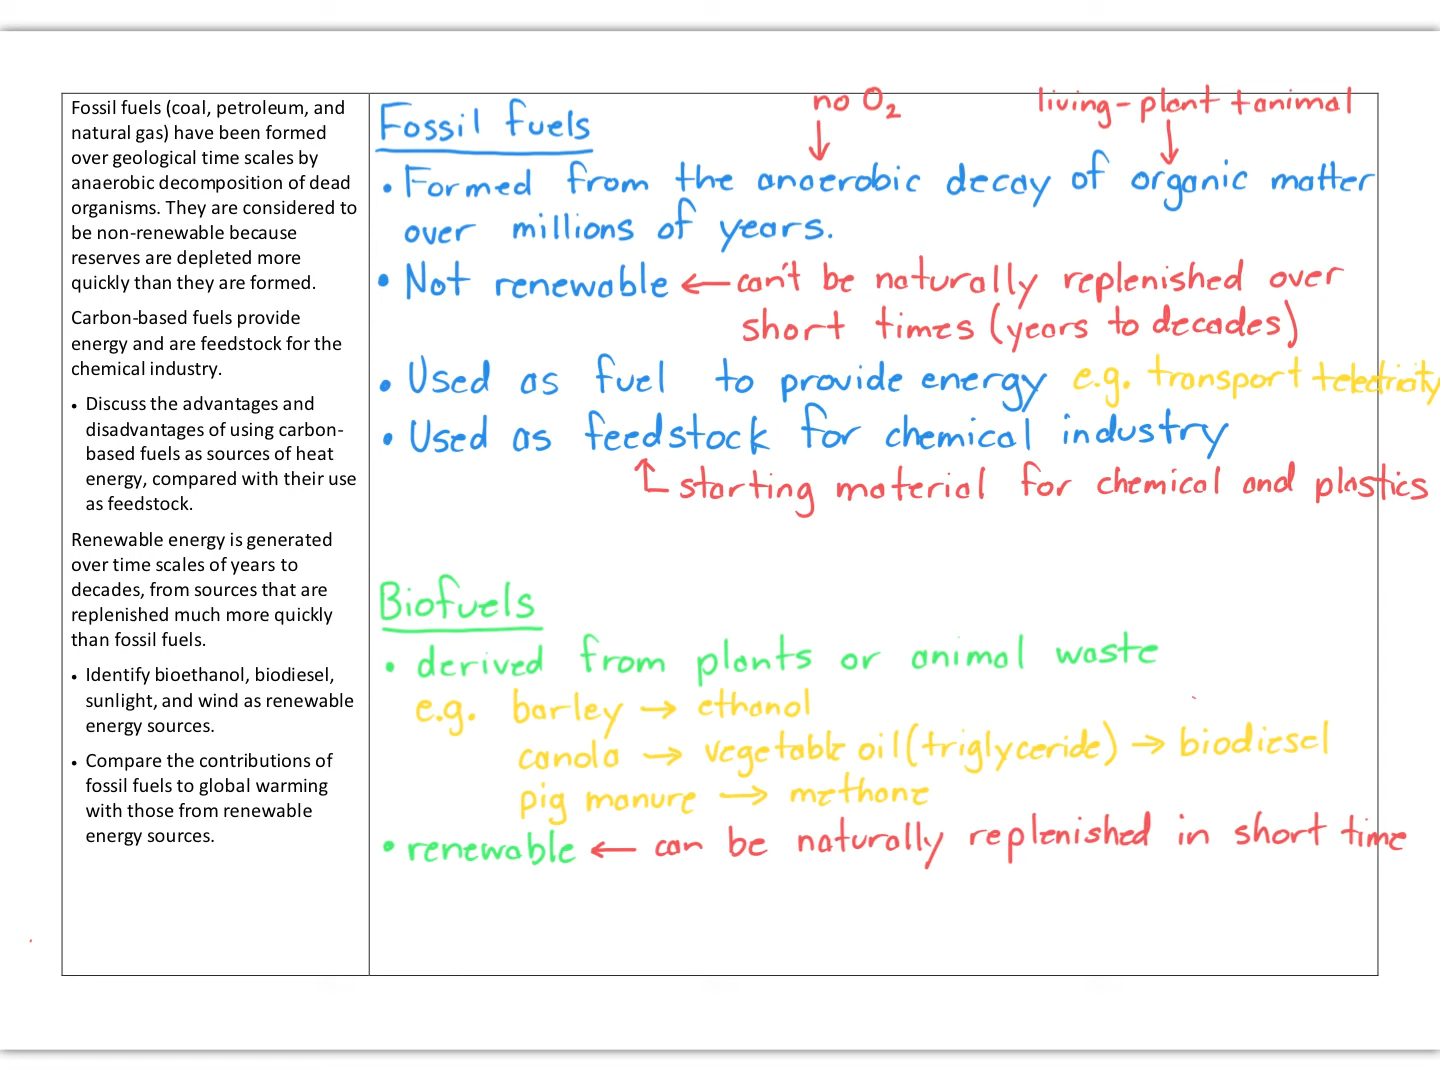 Fossil fuels (coal, petroleum, and
natural gas) have been formed
over geological time scales by
anaerobic decomposition of dead
organisms. They are considered to
be non-renewable because
reserves are depleted more
quickly than they are formed.
Carbon-based fuels provide
energy and are feedstock for the
chemical industry.
• Discuss the advantages and
disadvantages of using carbon-
based fuels as sources of heat
energy, compared with their use
as feedstock.
Renewable energy is generated
over time scales of years to
decades, from sources that are
replenished much more quickly
than fossil fuels.
• Identify bioethanol, biodiesel,
sunlight, and wind as renewable
energy sources.
• Compare the contributions of
fossil fuels to global warming
with those from renewable
energy sources.
no O₂ living - plant + animal
Fossil fuels
• Formed from the anaerobic decay of organic matter
over millions of years.
• Not renewable ← can't be naturally replenished over
short times (years to decades)
• Used as fuel to provide energy e.g. transport + electricity
• Used as feedstock for chemical industry
starting material for chemical and plastics
Biofuels
• derived from plants or animal waste
e.g. barley → ethanol
canola → vegetable oil (triglyceride) → biodiesel
pig manure → methane
• renewable ← can be naturally replenished in short time